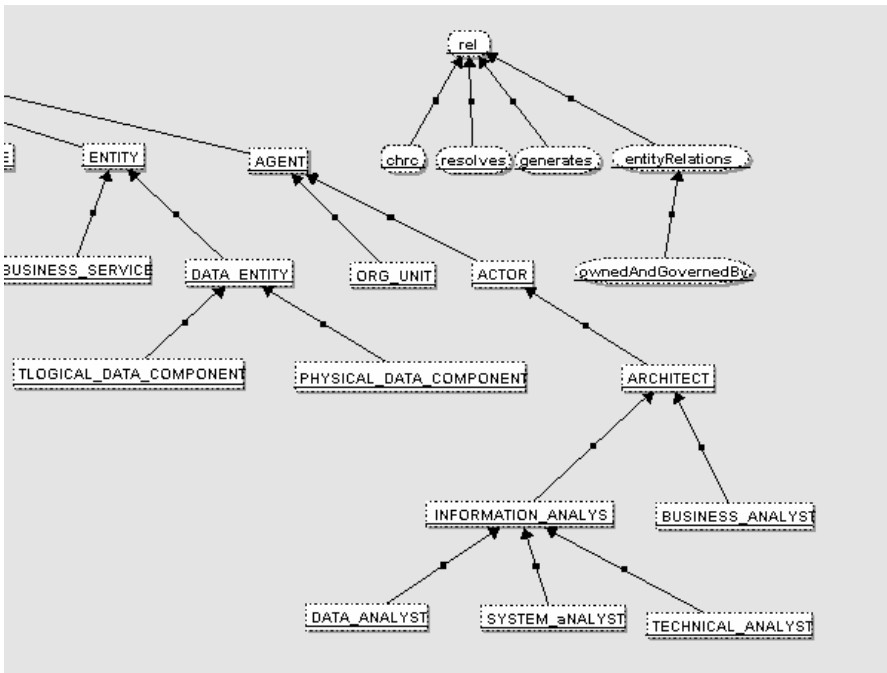 rel
E
ENTITY
AGENT
chrc
resolves
generates
entityRelations
BUSINESS_SERVICE
DATA_ENTITY
ORG_UNIT
ACTOR
ownedAndGovernedBy
TLOGICAL_DATA_COMPONENT
PHYSICAL_DATA_COMPONENT
ARCHITECT
INFORMATION_ANALYS
BUSINESS_ANALYST
DATA_ANALYST
SYSTEM_aNALYST
TECHNICAL_ANALYST